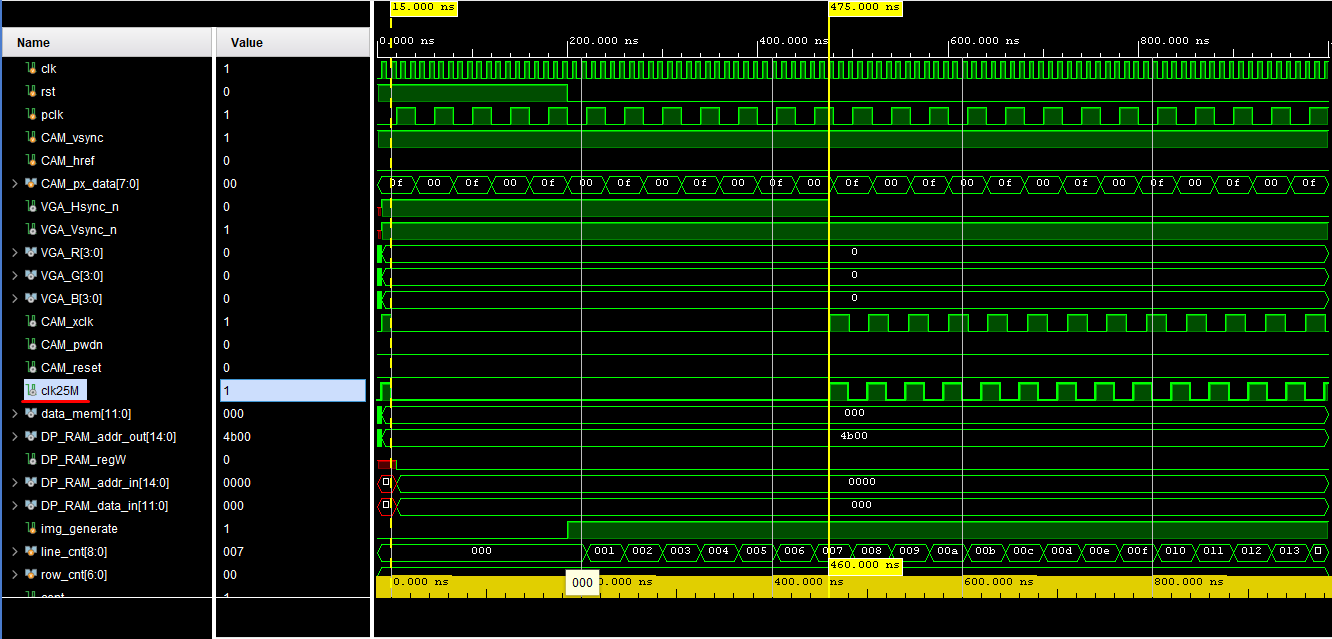 15.000 ns 475.000 ns
Name Value
0.000 ns 200.000 ns 400.000 ns 600.000 ns 800.000 ns
clk 1
rst 0
pclk 1
CAM_vsync 1
CAM_href 0
CAM_px_data[7:0] 00 0f 00 0f 00 0f 00 0f 00 0f 00 0f 00 0f 00 0f 00 0f 00 0f 00 0f 00 0f 00 0f
VGA_Hsync_n 0
VGA_Vsync_n 1
VGA_R[3:0] 0 0
VGA_G[3:0] 0 0
VGA_B[3:0] 0 0
CAM_xclk 1
CAM_pwdn 0
CAM_reset 0
clk25M 1
data_mem[11:0] 000 000
DP_RAM_addr_out[14:0] 4b00 4b00
DP_RAM_regW 0
DP_RAM_addr_in[14:0] 0000 0000
DP_RAM_data_in[11:0] 000 000
img_generate 1
line_cnt[8:0] 007 000 001 002 003 004 005 006 007 008 009 00a 00b 00c 00d 00e 00f 010 011 012 013
460.000 ns
row_cnt[6:0] 00
0.000 ns 000 0.000 ns 400.000 ns 600.000 ns 800.000 ns